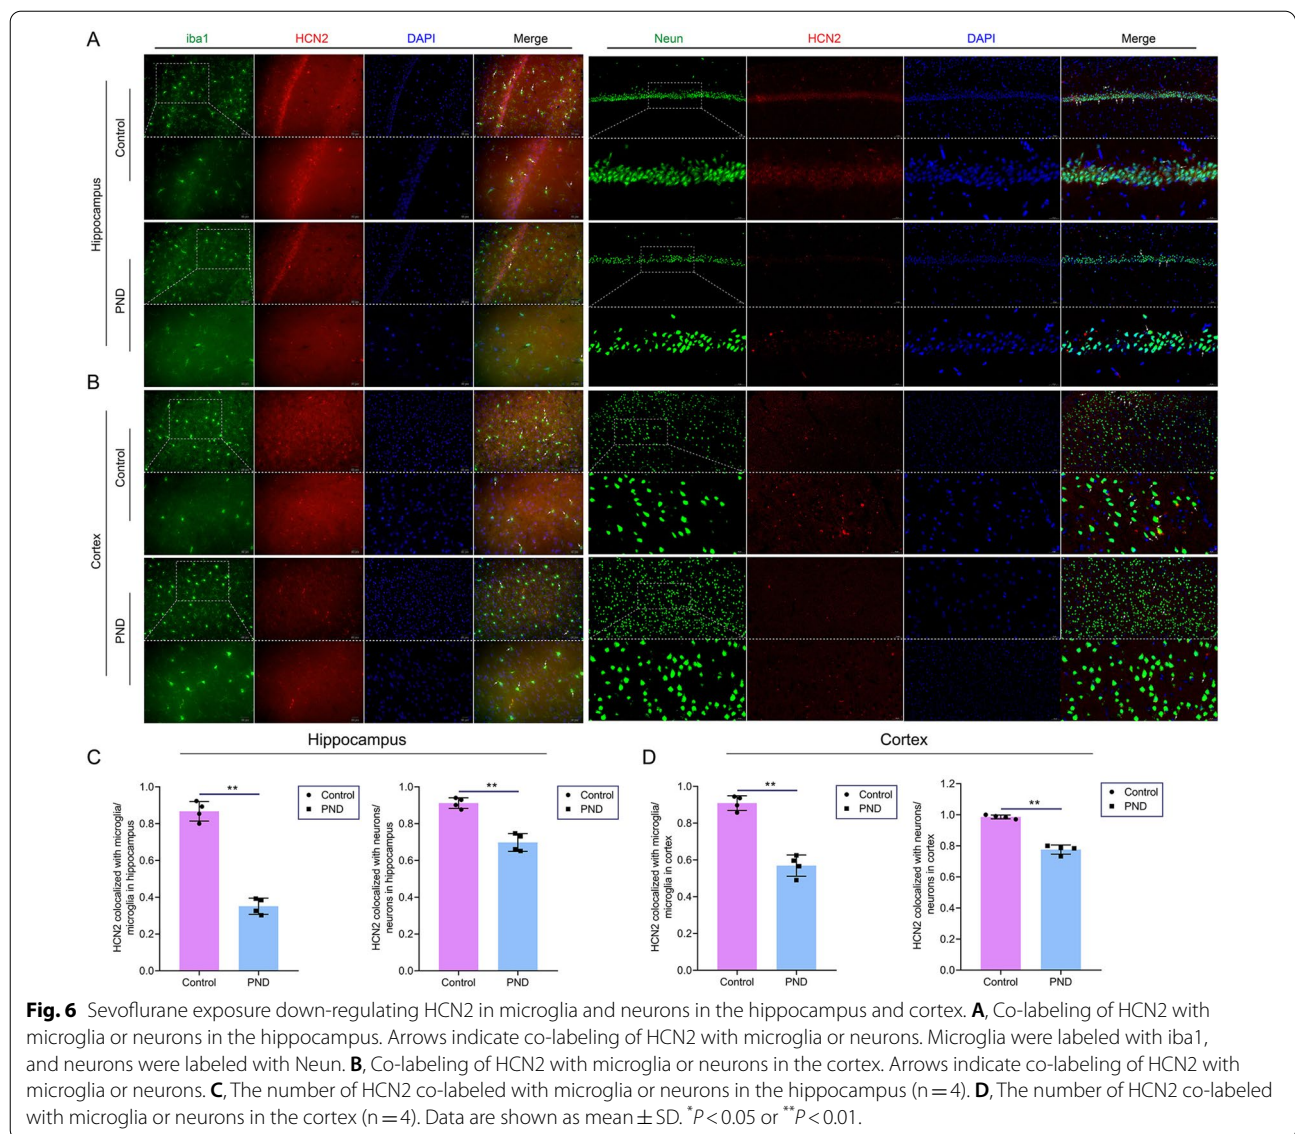 A
iba1 HCN2 DAPI Merge Neun HCN2 DAPI Merge
Hippocampus
Control
PND
B
Cortex
Control
PND
C
Hippocampus
HCN2 colocalized with microglia/
microglia in hippocampus
1.0
0.8
0.6
0.4
0.2
0.0
**
Control
PND
Control PND
HCN2 colocalized with neurons/
neurons in hippocampus
1.0
0.8
0.6
0.4
0.2
0.0
**
Control
PND
Control PND
D
Cortex
HCN2 colocalized with microglia/
microglia in cortex
1.0
0.8
0.6
0.4
0.2
0.0
**
Control
PND
Control PND
HCN2 colocalized with neurons/
neurons in cortex
1.2
1.0
0.8
0.6
0.4
0.2
0.0
**
Control
PND
Control PND
Fig. 6 Sevoflurane exposure down-regulating HCN2 in microglia and neurons in the hippocampus and cortex. A, Co-labeling of HCN2 with
microglia or neurons in the hippocampus. Arrows indicate co-labeling of HCN2 with microglia or neurons. Microglia were labeled with iba1,
and neurons were labeled with Neun. B, Co-labeling of HCN2 with microglia or neurons in the cortex. Arrows indicate co-labeling of HCN2 with
microglia or neurons. C, The number of HCN2 co-labeled with microglia or neurons in the hippocampus (n = 4). D, The number of HCN2 co-labeled
with microglia or neurons in the cortex (n = 4). Data are shown as mean ± SD. *P < 0.05 or **P < 0.01.